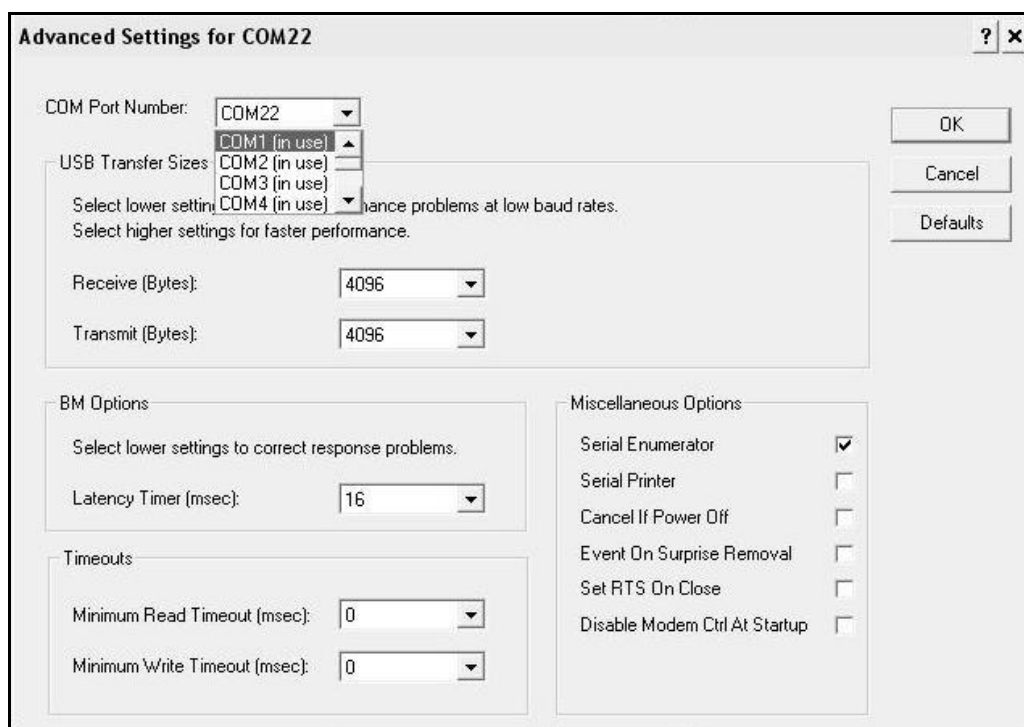 Advanced Settings for COM22
? ×
COM Port Number: COM22
COM1 (in use)
COM2 (in use)
COM3 (in use)
COM4 (in use)
OK
Cancel
Defaults
USB Transfer Sizes
Select lower setting mance problems at low baud rates.
Select higher settings for faster performance.
Receive (Bytes): 4096
Transmit (Bytes): 4096
BM Options
Select lower settings to correct response problems.
Latency Timer (msec): 16
Timeouts
Minimum Read Timeout (msec): 0
Minimum Write Timeout (msec): 0
Miscellaneous Options
Serial Enumerator
Serial Printer
Cancel If Power Off
Event On Surprise Removal
Set RTS On Close
Disable Modem Ctrl At Startup